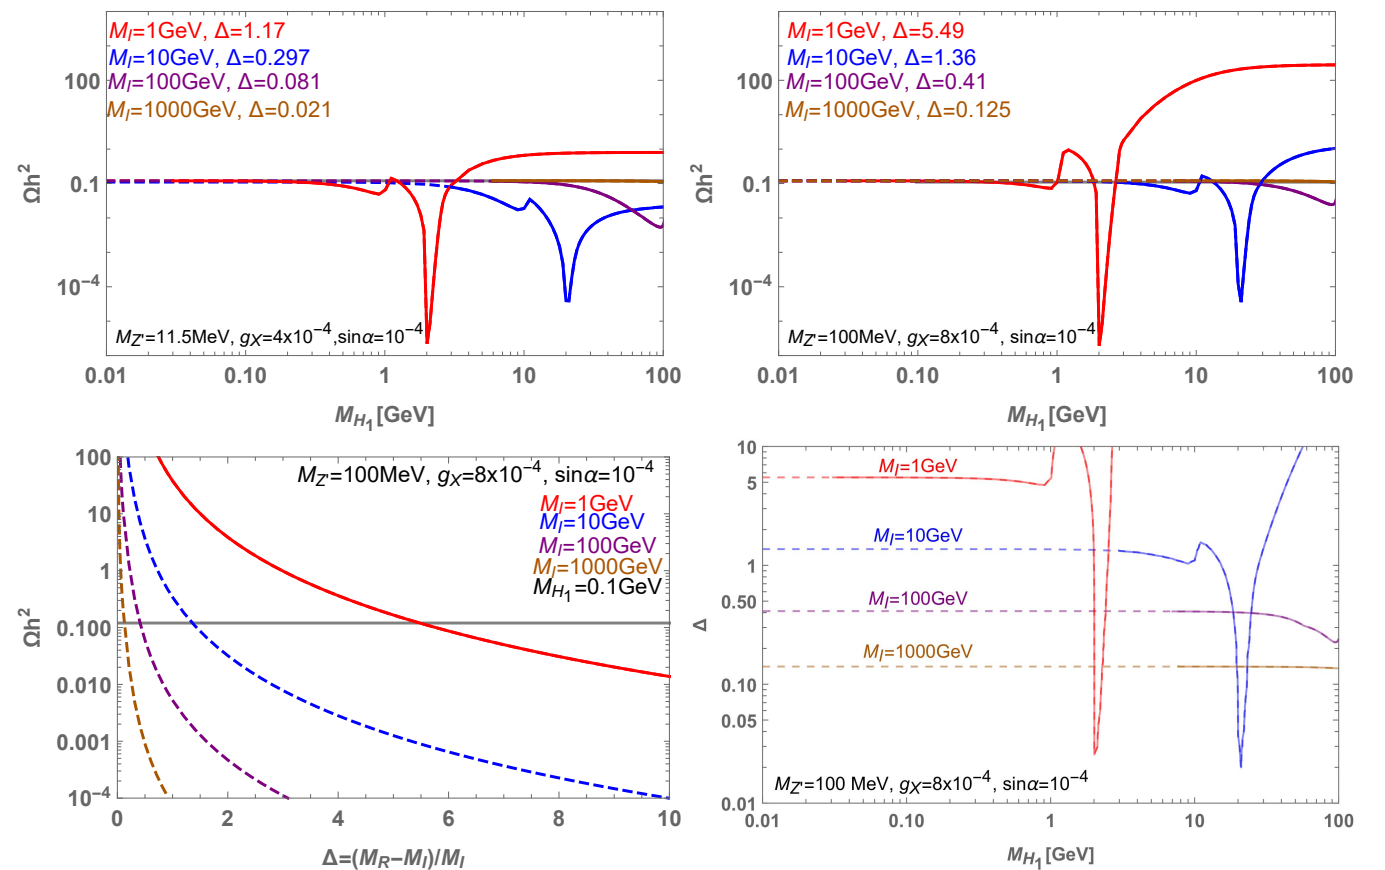 M_I=1GeV, Δ=1.17
M_I=10GeV, Δ=0.297
M_I=100GeV, Δ=0.081
M_I=1000GeV, Δ=0.021
100
0.1
10⁻⁴
Ωh²
M_Z'=11.5MeV, g_X=4x10⁻⁴,sinα=10⁻⁴
0.01 0.10 1 10 100
M_H₁[GeV]
M_I=1GeV, Δ=5.49
M_I=10GeV, Δ=1.36
M_I=100GeV, Δ=0.41
M_I=1000GeV, Δ=0.125
100
0.1
10⁻⁴
Ωh²
M_Z'=100MeV, g_X=8x10⁻⁴, sinα=10⁻⁴
0.01 0.10 1 10 100
M_H₁[GeV]
M_Z'=100MeV, g_X=8x10⁻⁴, sinα=10⁻⁴
M_I=1GeV
M_I=10GeV
M_I=100GeV
M_I=1000GeV
M_H₁=0.1GeV
100
10
1
0.100
0.010
0.001
10⁻⁴
Ωh²
0 2 4 6 8 10
Δ=(M_R−M_I)/M_I
10
5
1
0.50
0.10
0.05
0.01
Δ
M_I=1GeV
M_I=10GeV
M_I=100GeV
M_I=1000GeV
M_Z'=100 MeV, g_X=8x10⁻⁴, sinα=10⁻⁴
0.01 0.10 1 10 100
M_H₁[GeV]